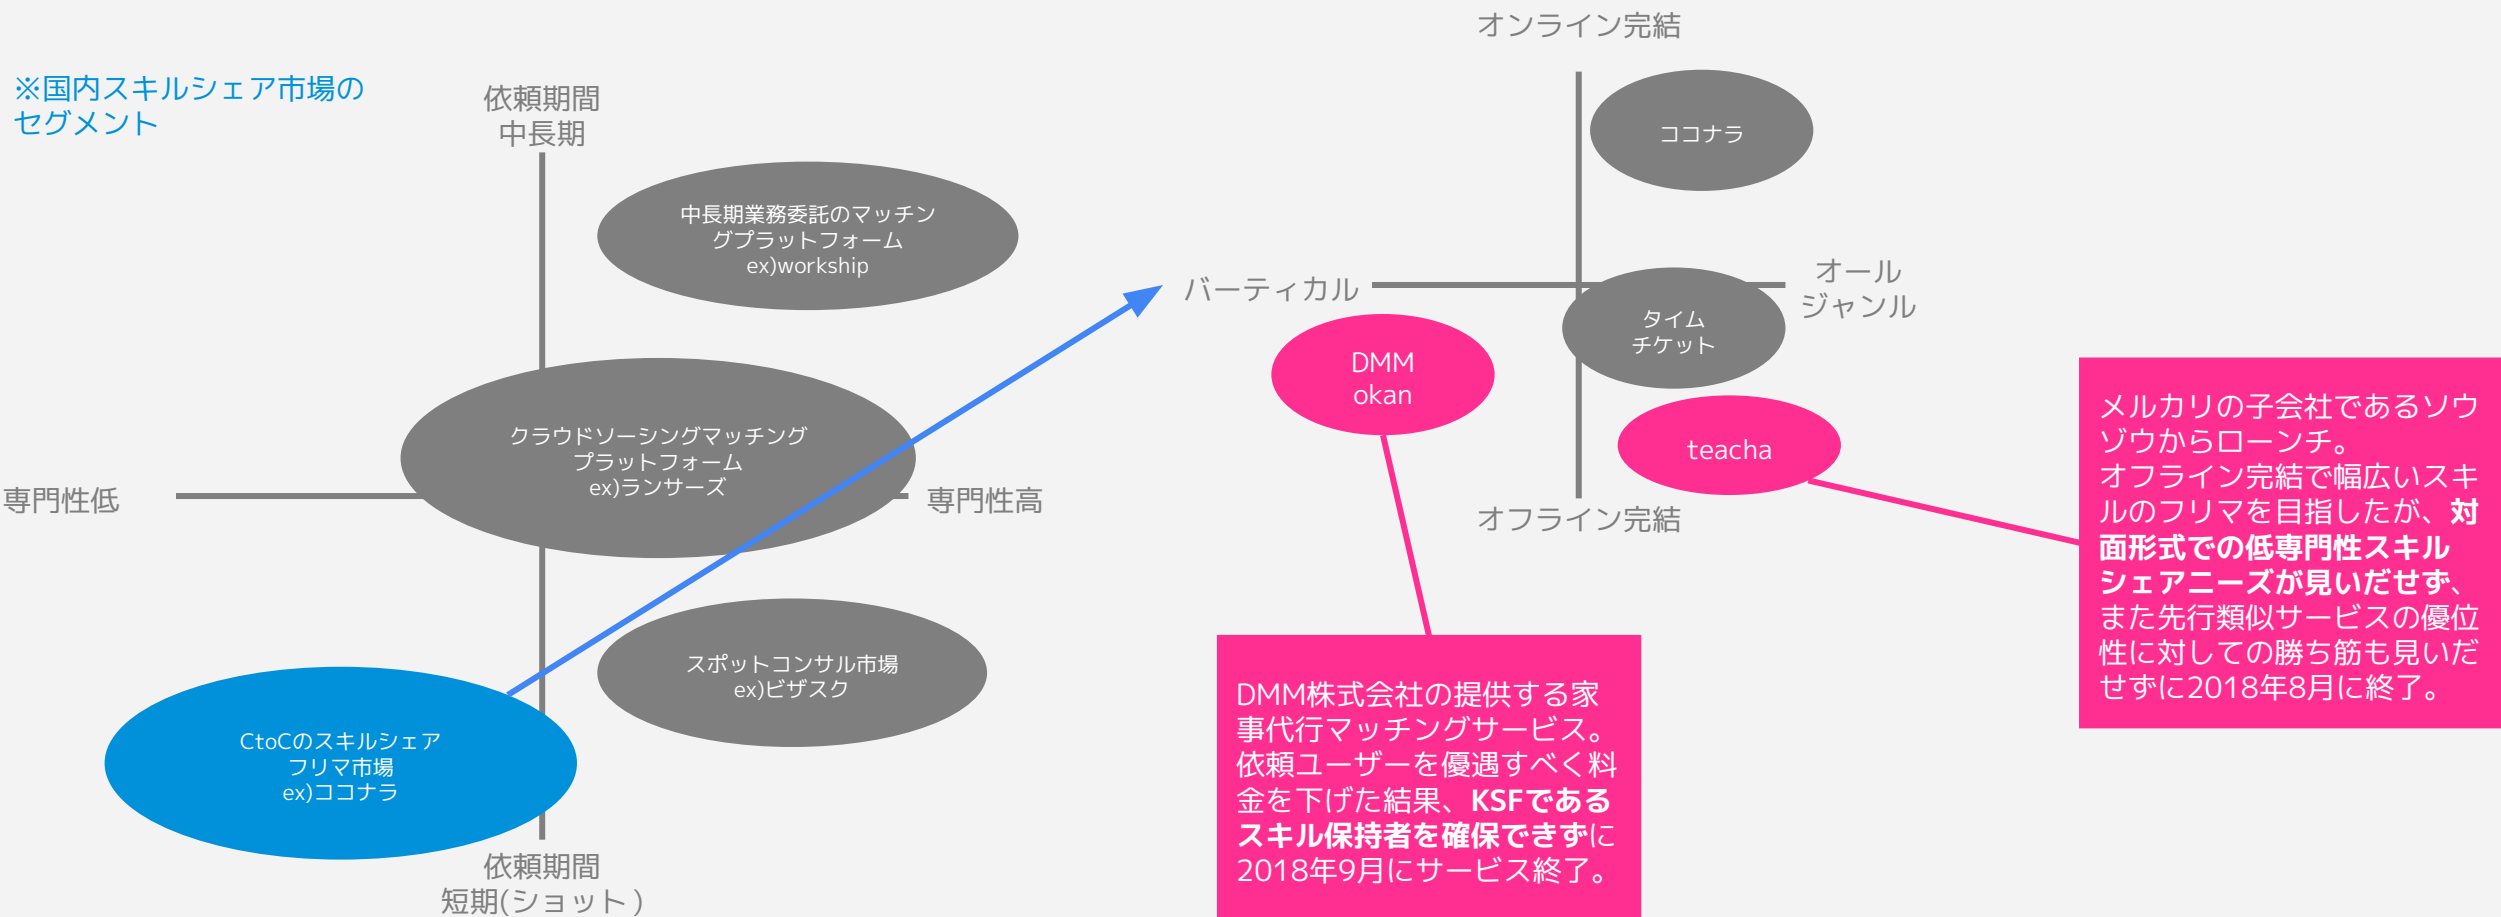 ※国内スキルシェア市場の
セグメント
依頼期間
中長期
中長期業務委託のマッチン
グプラットフォーム
ex)workship
クラウドソーシングマッチング
プラットフォーム
ex)ランサーズ
専門性低
専門性高
スポットコンサル市場
ex)ビザスク
CtoCのスキルシェア
フリマ市場
ex)ココナラ
依頼期間
短期(ショット)
オンライン完結
ココナラ
バーティカル
オール
ジャンル
タイム
チケット
DMM
okan
teacha
オフライン完結
DMM株式会社の提供する家
事代行マッチングサービス。
依頼ユーザーを優遇すべく料
金を下げた結果、KSFである
スキル保持者を確保できずに
2018年9月にサービス終了。
メルカリの子会社であるソウ
ゾウからローンチ。
オフライン完結で幅広いスキ
ルのフリマを目指したが、対
面形式での低専門性スキル
シェアニーズが見いだせず、
また先行類似サービスの優位
性に対しての勝ち筋も見いだ
せずに2018年8月に終了。